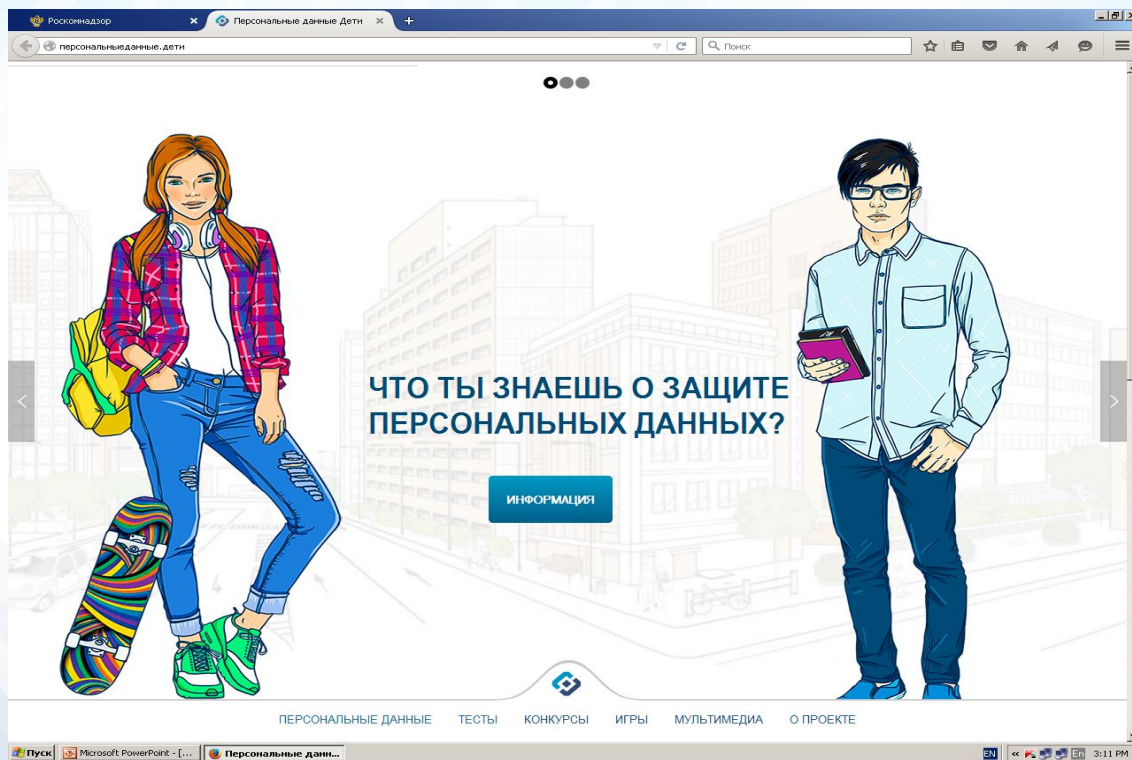 Роскомнадзор
Персональные данные Дети
персональныеданные.дети
Поиск
ЧТО ТЫ ЗНАЕШЬ О ЗАЩИТЕ
ПЕРСОНАЛЬНЫХ ДАННЫХ?
ИНФОРМАЦИЯ
ПЕРСОНАЛЬНЫЕ ДАННЫЕ ТЕСТЫ КОНКУРСЫ ИГРЫ МУЛЬТИМЕДИА О ПРОЕКТЕ
Пуск Microsoft PowerPoint - [... Персональные данн... EN « En 3:11 PM